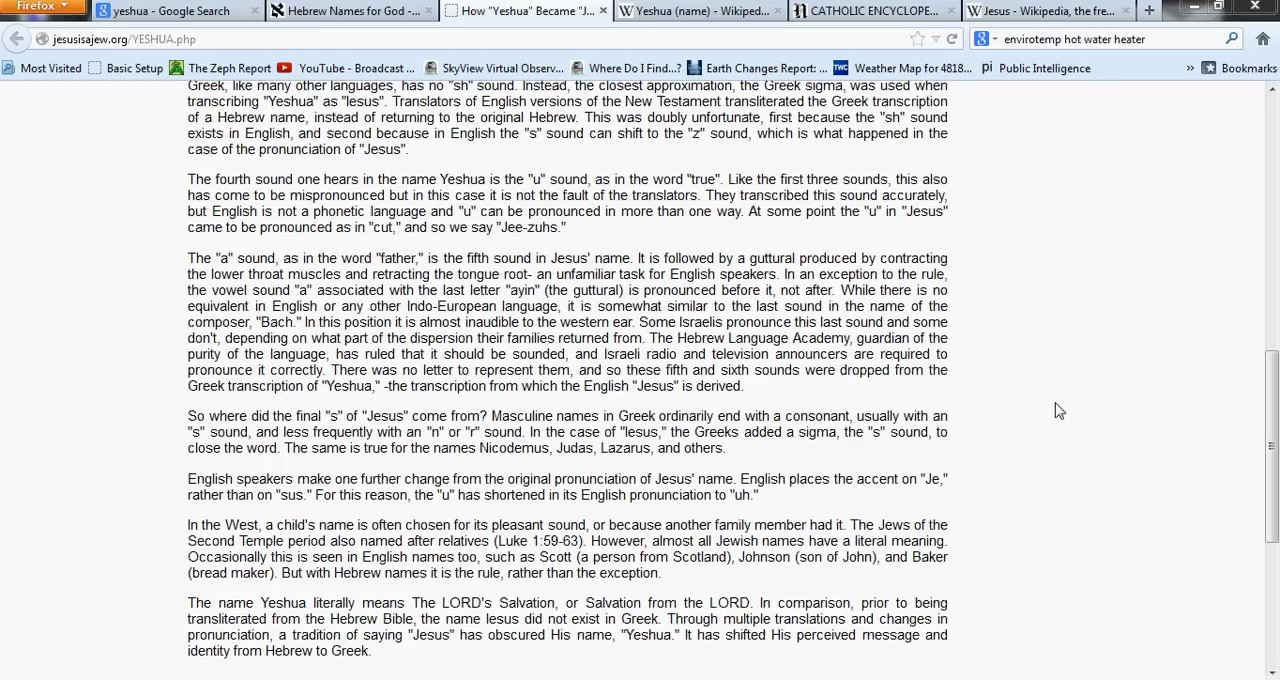 Firefox
yeshua - Google Search
Hebrew Names for God -...
How "Yeshua" Became "J...
Yeshua (name) - Wikiped...
CATHOLIC ENCYCLOPE...
Jesus - Wikipedia, the fre...
jesusisajew.org/YESHUA.php
envirotemp hot water heater
Most Visited
Basic Setup
The Zeph Report
YouTube - Broadcast ...
SkyView Virtual Observ...
Where Do I Find...?
Earth Changes Report: ...
Weather Map for 4818...
Public Intelligence
»
Bookmarks
Greek, like many other languages, has no "sh" sound. Instead, the closest approximation, the Greek sigma, was used when
transcribing "Yeshua" as "Iesus". Translators of English versions of the New Testament transliterated the Greek transcription
of a Hebrew name, instead of returning to the original Hebrew. This was doubly unfortunate, first because the "sh" sound
exists in English, and second because in English the "s" sound can shift to the "z" sound, which is what happened in the
case of the pronunciation of "Jesus".
The fourth sound one hears in the name Yeshua is the "u" sound, as in the word "true". Like the first three sounds, this also
has come to be mispronounced but in this case it is not the fault of the translators. They transcribed this sound accurately,
but English is not a phonetic language and "u" can be pronounced in more than one way. At some point the "u" in "Jesus"
came to be pronounced as in "cut," and so we say "Jee-zuhs."
The "a" sound, as in the word "father," is the fifth sound in Jesus' name. It is followed by a guttural produced by contracting
the lower throat muscles and retracting the tongue root- an unfamiliar task for English speakers. In an exception to the rule,
the vowel sound "a" associated with the last letter "ayin" (the guttural) is pronounced before it, not after. While there is no
equivalent in English or any other Indo-European language, it is somewhat similar to the last sound in the name of the
composer, "Bach." In this position it is almost inaudible to the western ear. Some Israelis pronounce this last sound and some
don't, depending on what part of the dispersion their families returned from. The Hebrew Language Academy, guardian of the
purity of the language, has ruled that it should be sounded, and Israeli radio and television announcers are required to
pronounce it correctly. There was no letter to represent them, and so these fifth and sixth sounds were dropped from the
Greek transcription of "Yeshua," -the transcription from which the English "Jesus" is derived.
So where did the final "s" of "Jesus" come from? Masculine names in Greek ordinarily end with a consonant, usually with an
"s" sound, and less frequently with an "n" or "r" sound. In the case of "Iesus," the Greeks added a sigma, the "s" sound, to
close the word. The same is true for the names Nicodemus, Judas, Lazarus, and others.
English speakers make one further change from the original pronunciation of Jesus' name. English places the accent on "Je,"
rather than on "sus." For this reason, the "u" has shortened in its English pronunciation to "uh."
In the West, a child's name is often chosen for its pleasant sound, or because another family member had it. The Jews of the
Second Temple period also named after relatives (Luke 1:59-63). However, almost all Jewish names have a literal meaning.
Occasionally this is seen in English names too, such as Scott (a person from Scotland), Johnson (son of John), and Baker
(bread maker). But with Hebrew names it is the rule, rather than the exception.
The name Yeshua literally means The LORD's Salvation, or Salvation from the LORD. In comparison, prior to being
transliterated from the Hebrew Bible, the name Iesus did not exist in Greek. Through multiple translations and changes in
pronunciation, a tradition of saying "Jesus" has obscured His name, "Yeshua." It has shifted His perceived message and
identity from Hebrew to Greek.